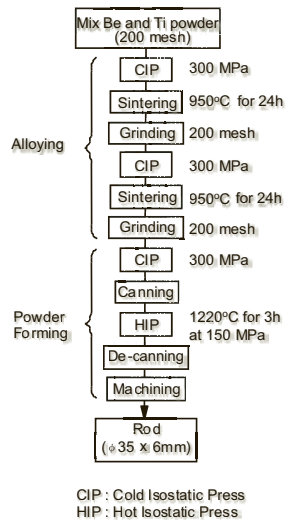 Mix Be and Ti powder
(200 mesh)
CIP 300 MPa
Sintering 950°C for 24h
Grinding 200 mesh
Alloying
CIP 300 MPa
Sintering 950°C for 24h
Grinding 200 mesh
CIP 300 MPa
Canning
Powder
Forming
HIP 1220°C for 3h
at 150 MPa
De-canning
Machining
Rod
(φ35 x 6mm)
CIP : Cold Isostatic Press
HIP : Hot Isostatic Press